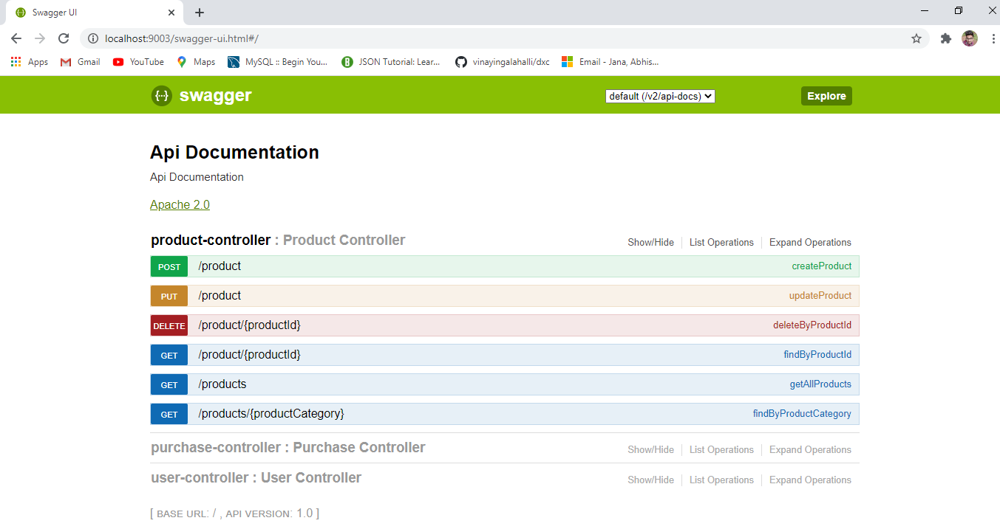 Swagger UI
localhost:9003/swagger-ui.html#/
Apps Gmail YouTube Maps MySQL :: Begin You... JSON Tutorial: Lear... vinayingalahalli/dxc Email - Jana, Abhis...
{··} swagger default (/v2/api-docs) Explore
Api Documentation
Api Documentation
Apache 2.0
product-controller : Product Controller Show/Hide List Operations Expand Operations
POST /product createProduct
PUT /product updateProduct
DELETE /product/{productId} deleteByProductId
GET /product/{productId} findByProductId
GET /products getAllProducts
GET /products/{productCategory} findByProductCategory
purchase-controller : Purchase Controller Show/Hide List Operations Expand Operations
user-controller : User Controller Show/Hide List Operations Expand Operations
[ BASE URL: / , API VERSION: 1.0 ]